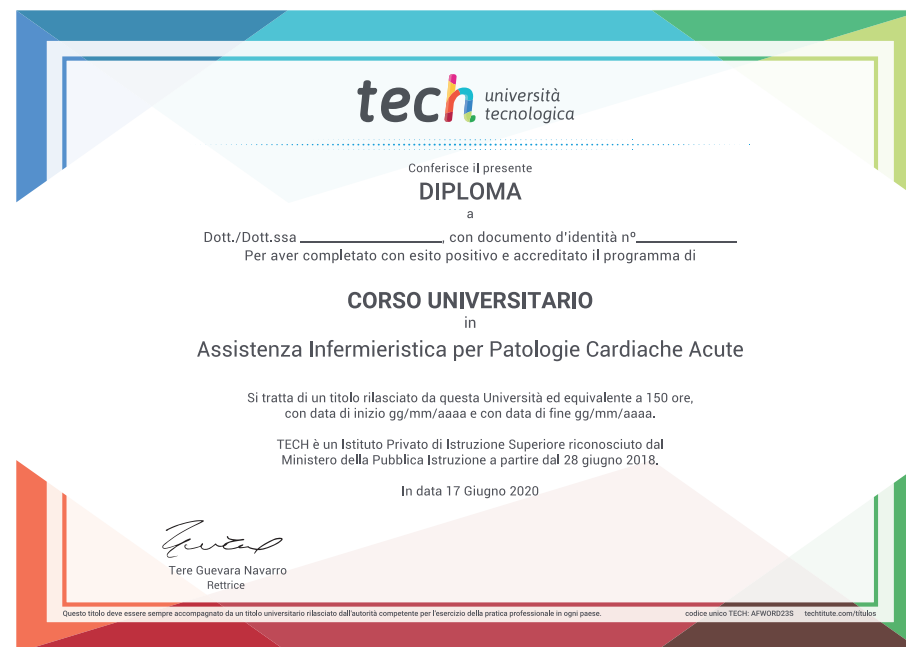 tech università
tecnologica
Conferisce il presente
DIPLOMA
a
Dott./Dott.ssa ________________, con documento d'identità nº____________
Per aver completato con esito positivo e accreditato il programma di
CORSO UNIVERSITARIO
in
Assistenza Infermieristica per Patologie Cardiache Acute
Si tratta di un titolo rilasciato da questa Università ed equivalente a 150 ore,
con data di inizio gg/mm/aaaa e con data di fine gg/mm/aaaa.
TECH è un Istituto Privato di Istruzione Superiore riconosciuto dal
Ministero della Pubblica Istruzione a partire dal 28 giugno 2018.
In data 17 Giugno 2020
Tere Guevara Navarro
Rettrice
Questo titolo deve essere sempre accompagnato da un titolo universitario rilasciato dall'autorità competente per l'esercizio della pratica professionale in ogni paese. codice unico TECH: AFWORD23S techtitute.com/titulos